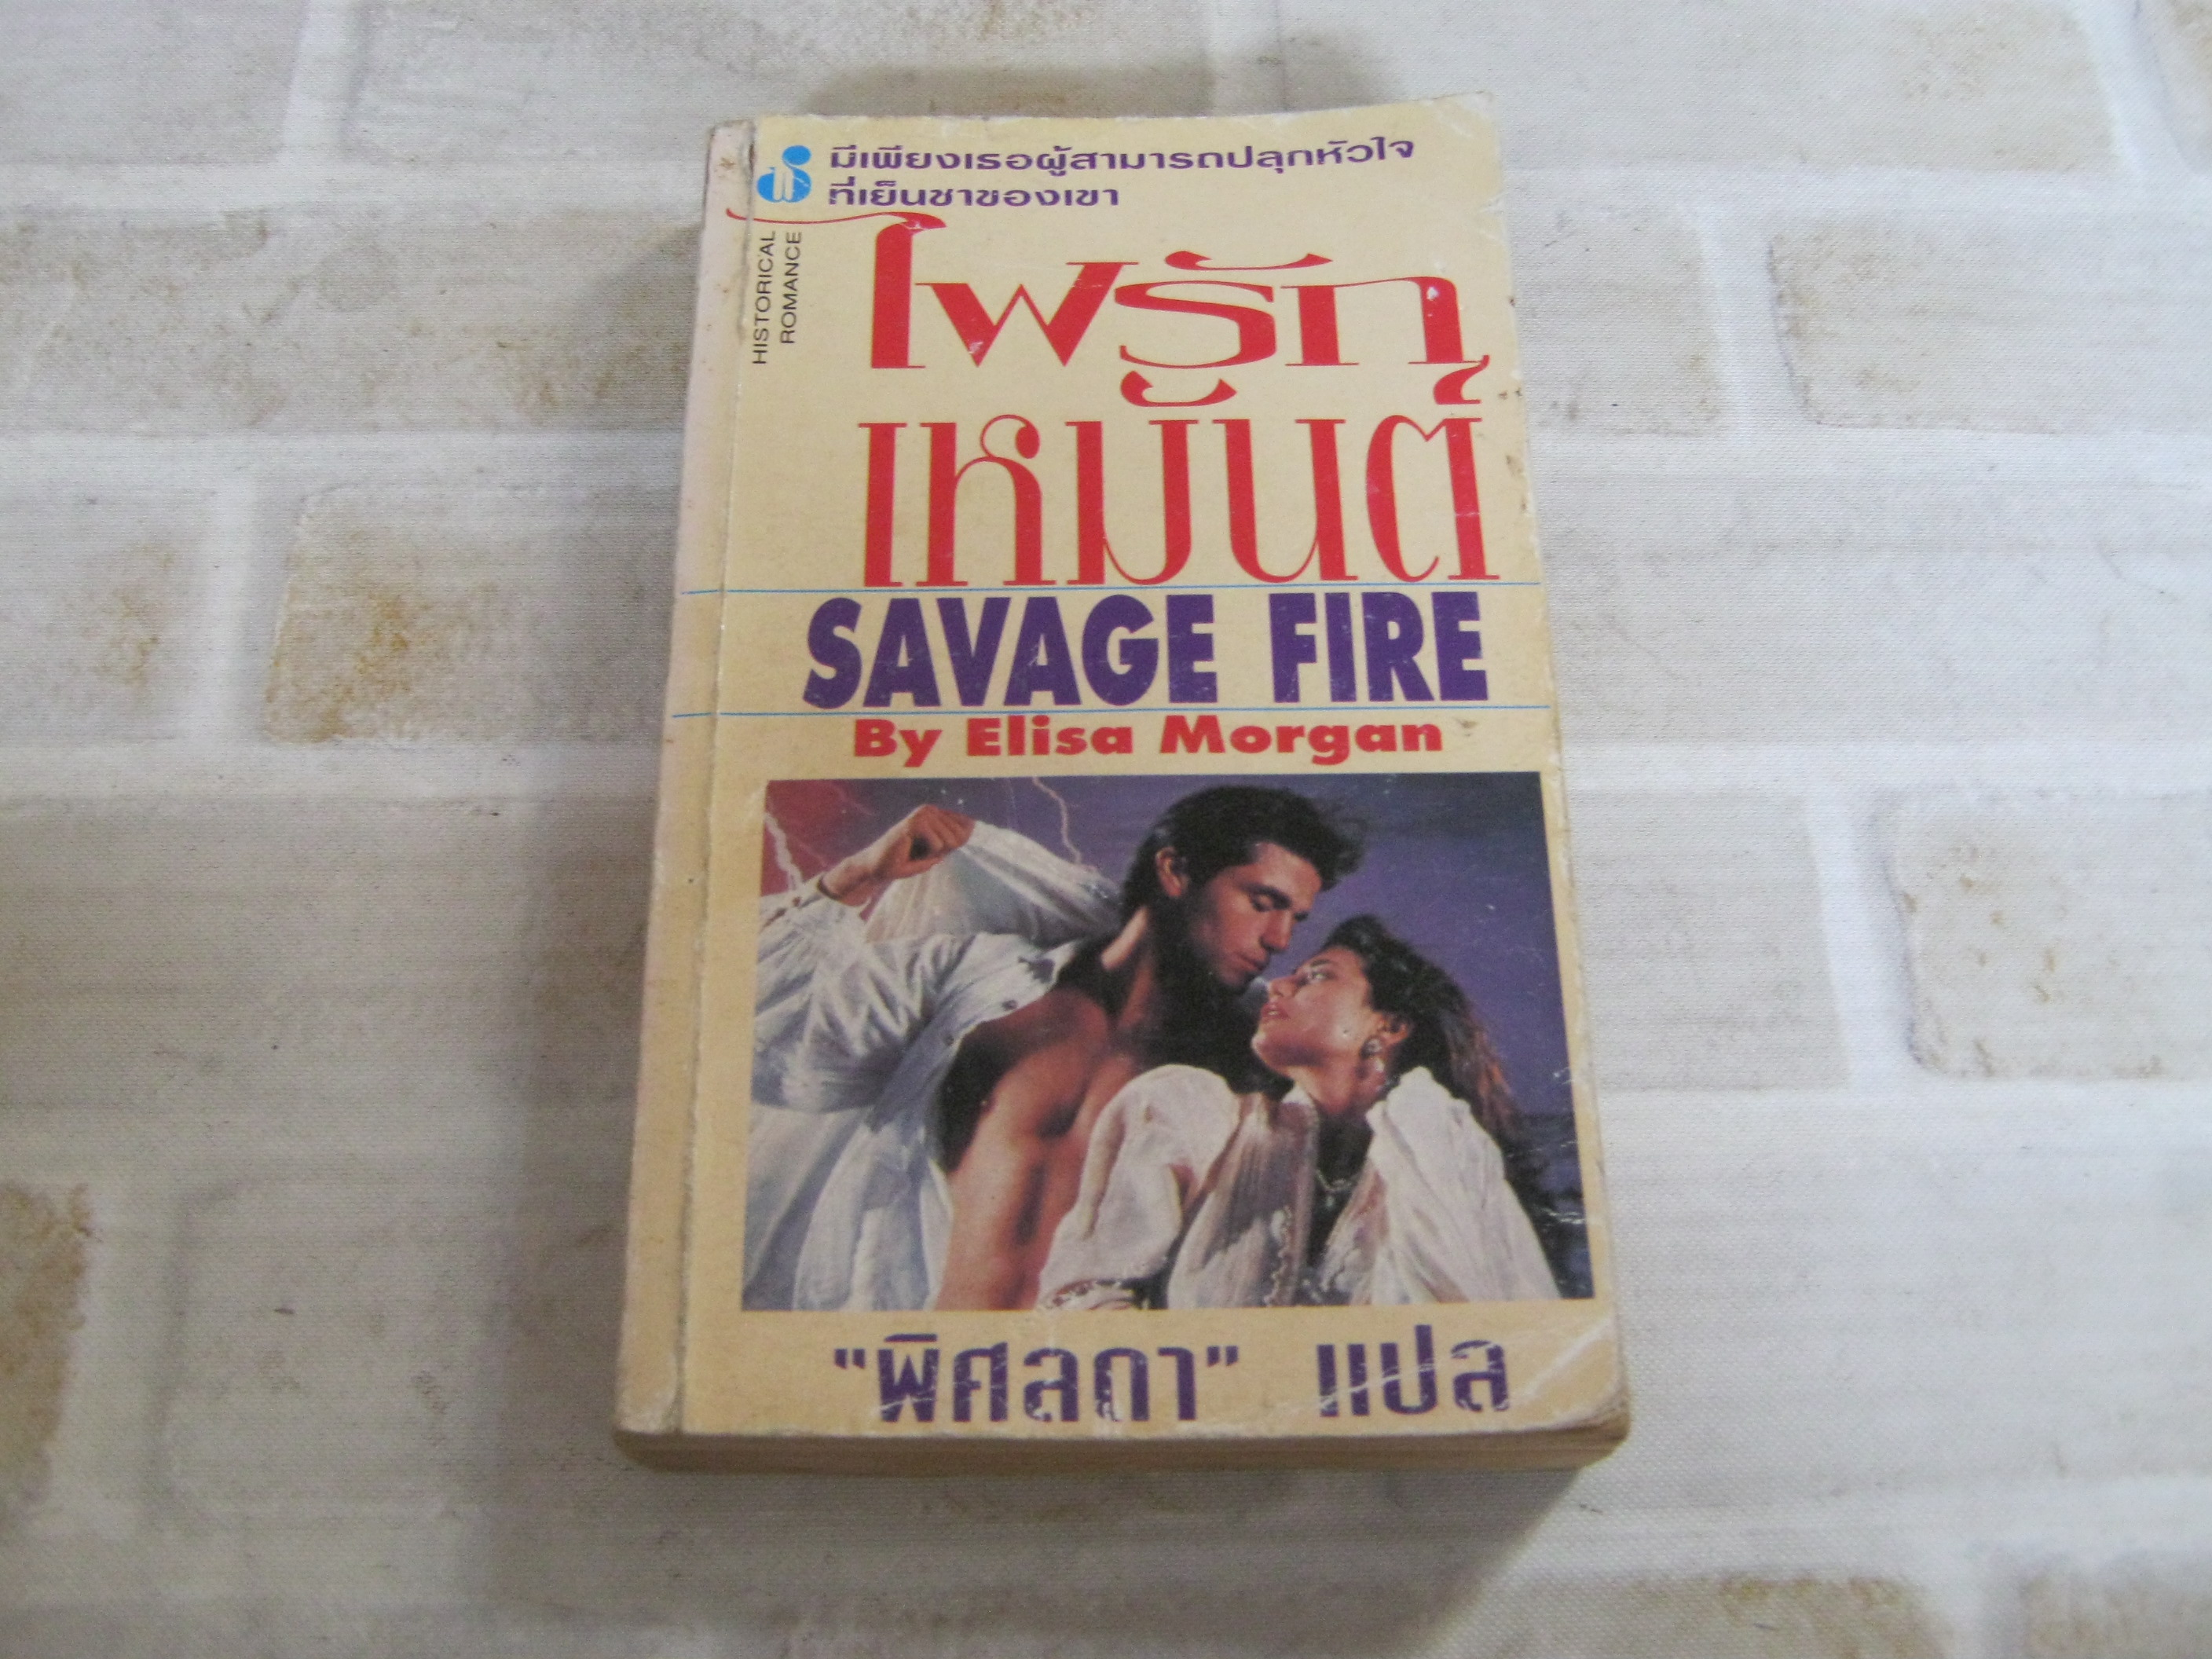 มีเพียงเธอผู้สามารถปลุกหัวใจ
ที่เย็นชาของเขา
HISTORICAL
ROMANCE
ไฟรัก
เหมันต์
SAVAGE FIRE
By Elisa Morgan
"พิศลดา" แปล